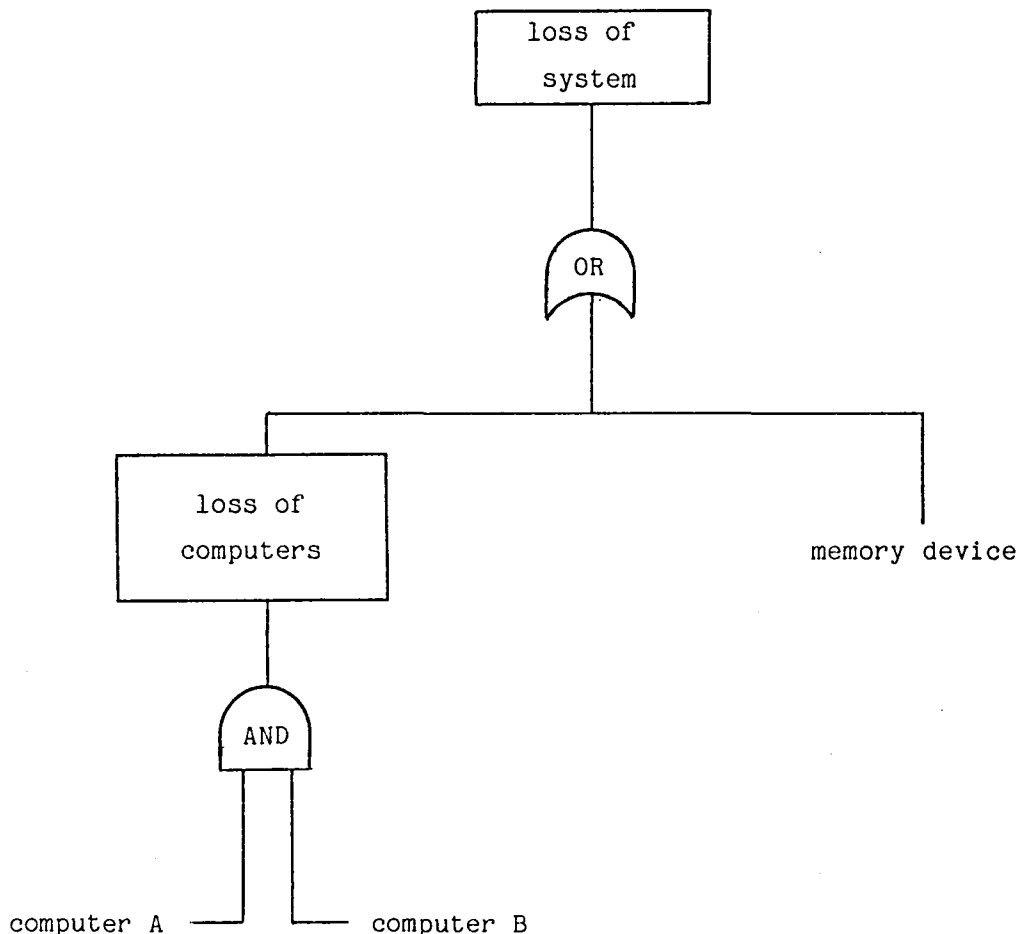 loss of
system
OR
loss of
computers
memory device
AND
computer A
computer B